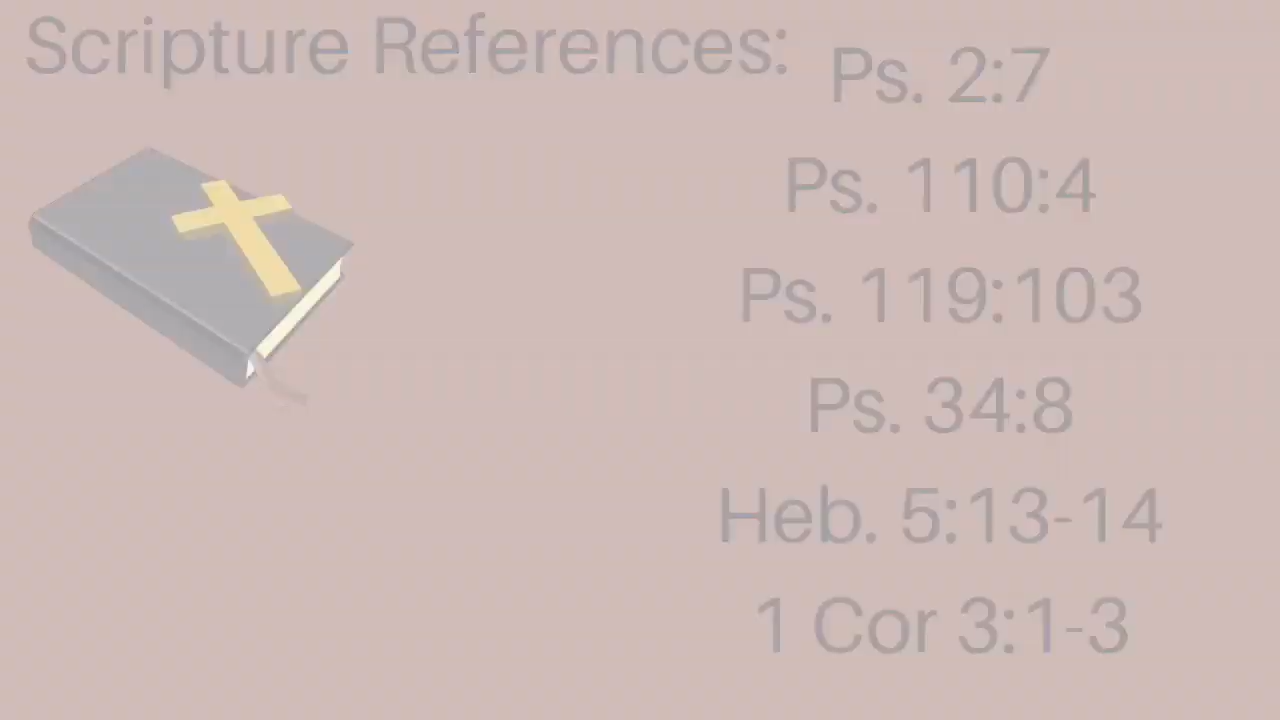 Scripture References:
Ps. 2:7
Ps. 110:4
Ps. 119:103
Ps. 34:8
Heb. 5:13-14
1 Cor 3:1-3